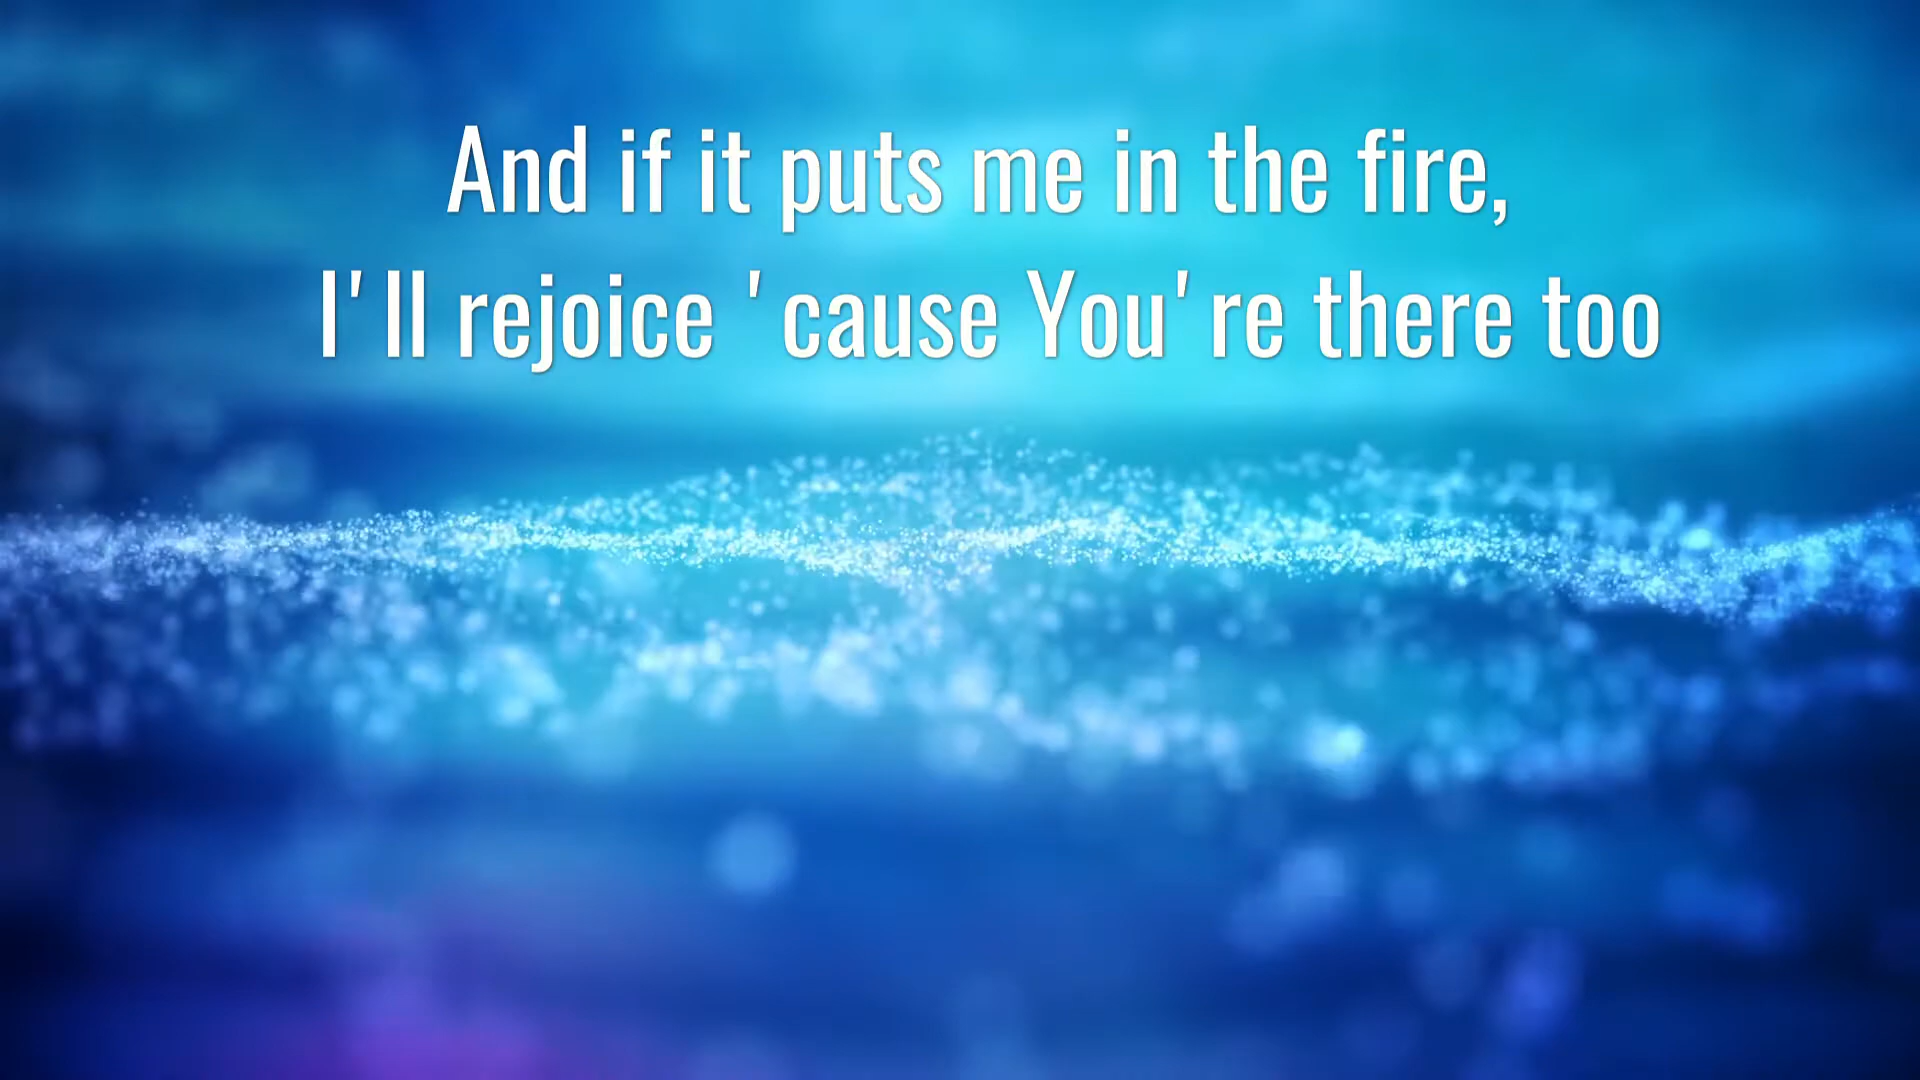 And if it puts me in the fire,
I'll rejoice 'cause You're there too